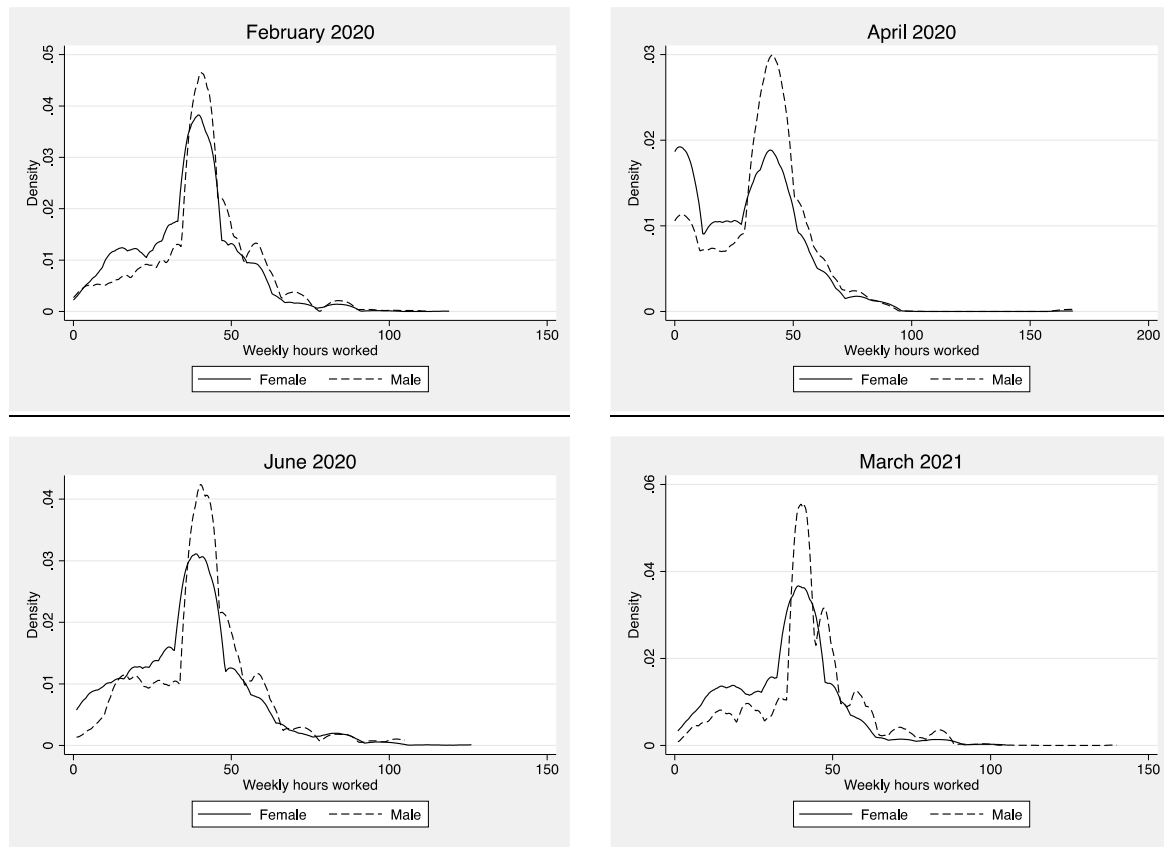 February 2020
.05
.04
.03
.02
.01
0
Density
0 50 100 150
Weekly hours worked
Female Male
April 2020
.03
.02
.01
0
Density
0 50 100 150 200
Weekly hours worked
Female Male
June 2020
.04
.03
.02
.01
0
Density
0 50 100 150
Weekly hours worked
Female Male
March 2021
.06
.04
.02
0
Density
0 50 100 150
Weekly hours worked
Female Male